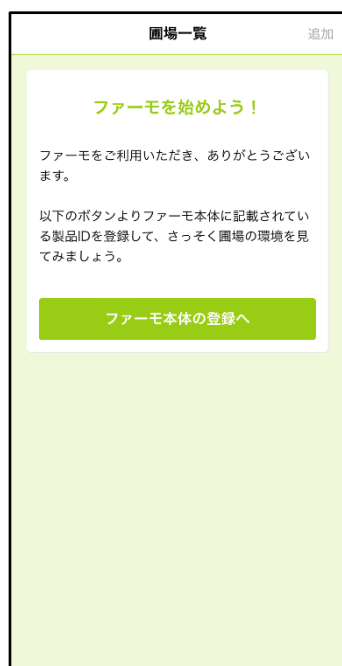 圃場一覧 追加
ファーモを始めよう！
ファーモをご利用いただき、ありがとうござい
ます。
以下のボタンよりファーモ本体に記載されてい
る製品IDを登録して、さっそく圃場の環境を見
てみましょう。
ファーモ本体の登録へ